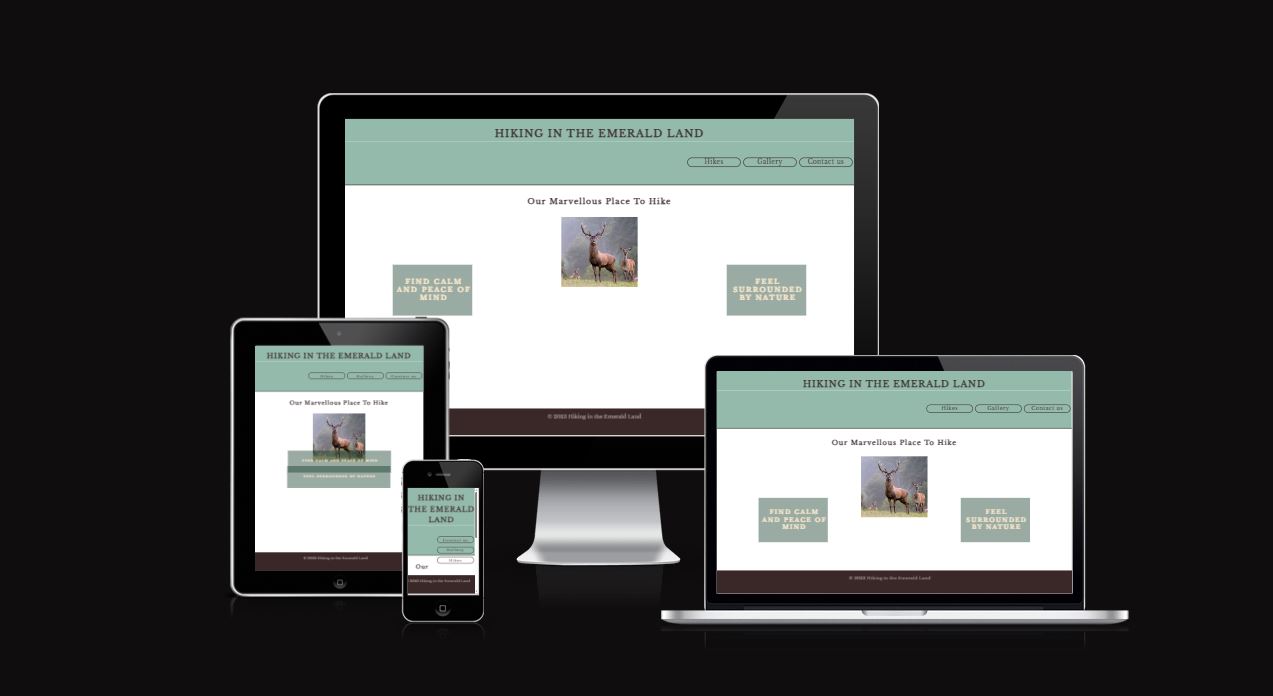 HIKING IN THE EMERALD LAND
Hikes
Gallery
Contact us
Our Marvellous Place To Hike
FIND CALM
AND PEACE OF
MIND
FEEL
SURROUNDED
BY NATURE
© 2023 Hiking in the Emerald Land
HIKING IN THE EMERALD LAND
Hikes
Gallery
Contact us
Our Marvellous Place To Hike
FIND CALM AND PEACE OF MIND
FEEL SURROUNDED BY NATURE
© 2023 Hiking in the Emerald Land
HIKING IN
THE EMERALD
LAND
Contact us
Gallery
Hikes
Our
2023 Hiking in the Emerald Land
HIKING IN THE EMERALD LAND
Hikes
Gallery
Contact us
Our Marvellous Place To Hike
FIND CALM
AND PEACE OF
MIND
FEEL
SURROUNDED
BY NATURE
© 2023 Hiking in the Emerald Land